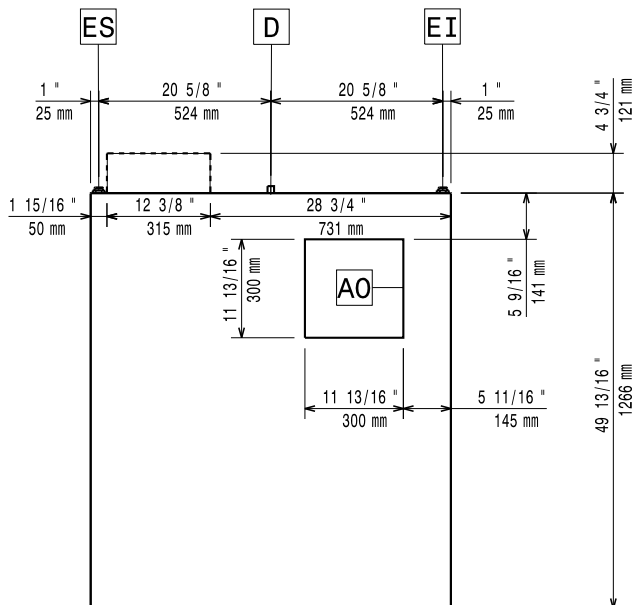 ES D EI
1 " 20 5/8 " 20 5/8 " 1 "
25 mm 524 mm 524 mm 25 mm
4 3/4 "
121 mm
1 15/16 " 12 3/8 " 28 3/4 "
50 mm 315 mm 731 mm
11 13/16 "
300 mm
AO
5 9/16 "
141 mm
11 13/16 " 5 11/16 "
300 mm 145 mm
49 13/16 "
1266 mm